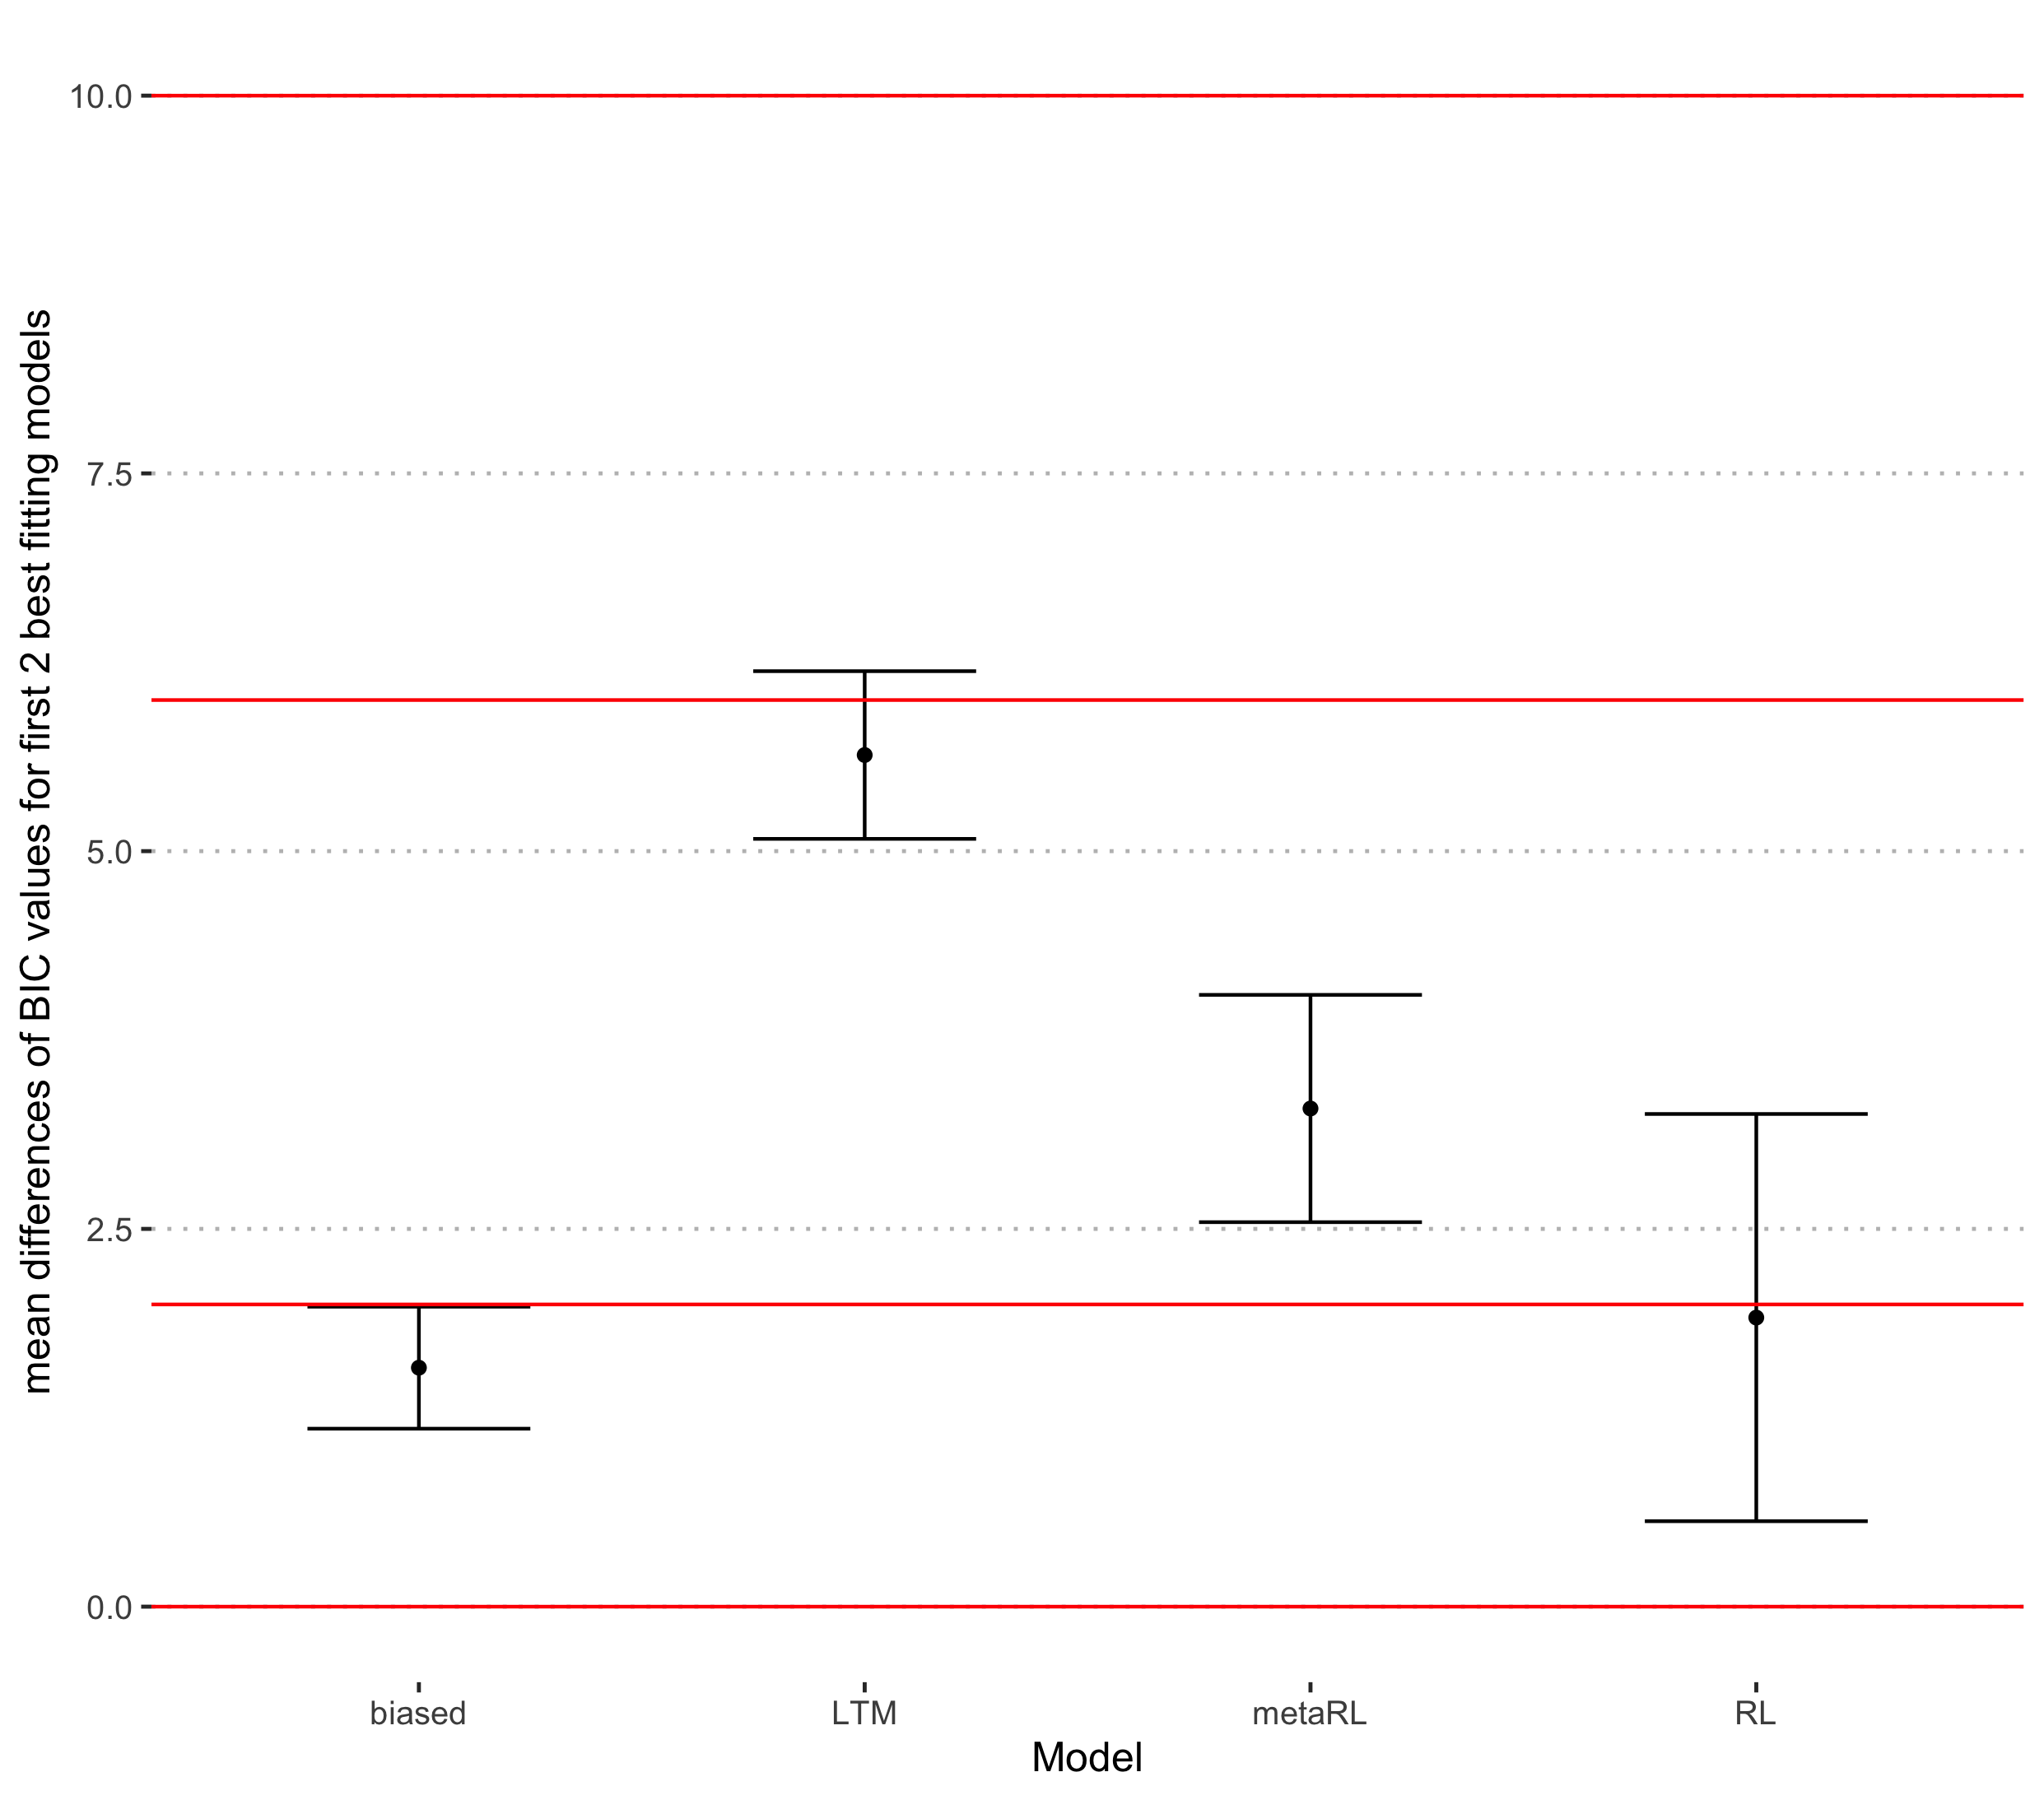 mean differences of BIC values for first 2 best fitting models
10.0
7.5
5.0
2.5
0.0
biased LTM metaRL RL
Model